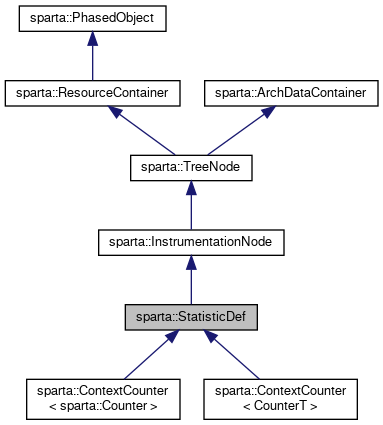 sparta::PhasedObject
sparta::ResourceContainer
sparta::ArchDataContainer
sparta::TreeNode
sparta::InstrumentationNode
sparta::StatisticDef
sparta::ContextCounter
< sparta::Counter >
sparta::ContextCounter
< CounterT >